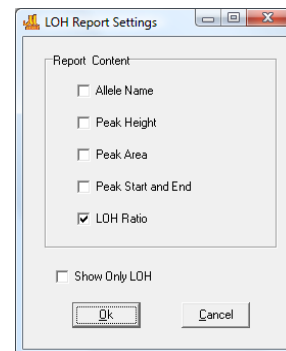 LOH Report Settings
Report Content
Allele Name
Peak Height
Peak Area
Peak Start and End
LOH Ratio
Show Only LOH
Ok
Cancel